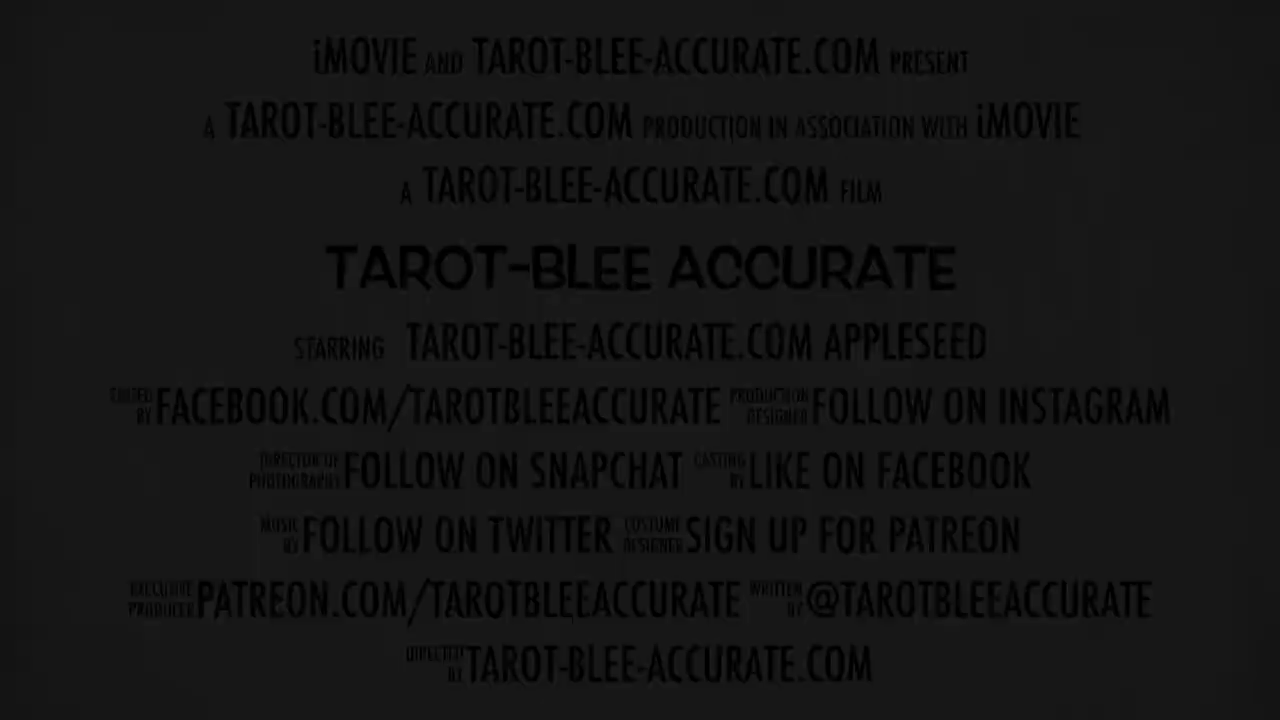 iMOVIE AND TAROT-BLEE-ACCURATE.COM PRESENT
A TAROT-BLEE-ACCURATE.COM PRODUCTION IN ASSOCIATION WITH iMOVIE
A TAROT-BLEE-ACCURATE.COM FILM
TAROT-BLEE ACCURATE
STARRING TAROT-BLEE-ACCURATE.COM APPLESEED
EDITED BY FACEBOOK.COM/TAROTBLEEACCURATE PRODUCTION DESIGNER FOLLOW ON INSTAGRAM
DIRECTOR OF PHOTOGRAPHY FOLLOW ON SNAPCHAT CASTING BY LIKE ON FACEBOOK
MUSIC BY FOLLOW ON TWITTER COSTUME DESIGNER SIGN UP FOR PATREON
EXECUTIVE PRODUCER PATREON.COM/TAROTBLEEACCURATE WRITTEN BY @TAROTBLEEACCURATE
DIRECTED BY TAROT-BLEE-ACCURATE.COM